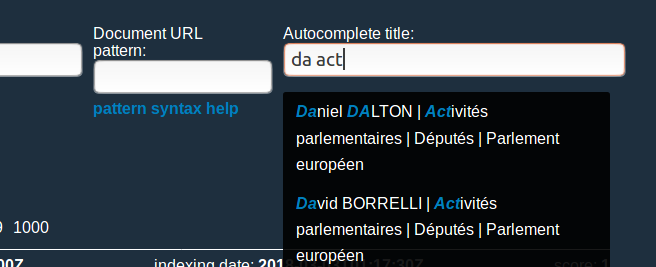 Document URL
pattern:
Autocomplete title:
da act
pattern syntax help
Daniel DALTON | Activités
parlementaires | Députés | Parlement
européen
David BORRELLI | Activités
parlementaires | Députés | Parlement
européen
1000
indexing date:
score: 1